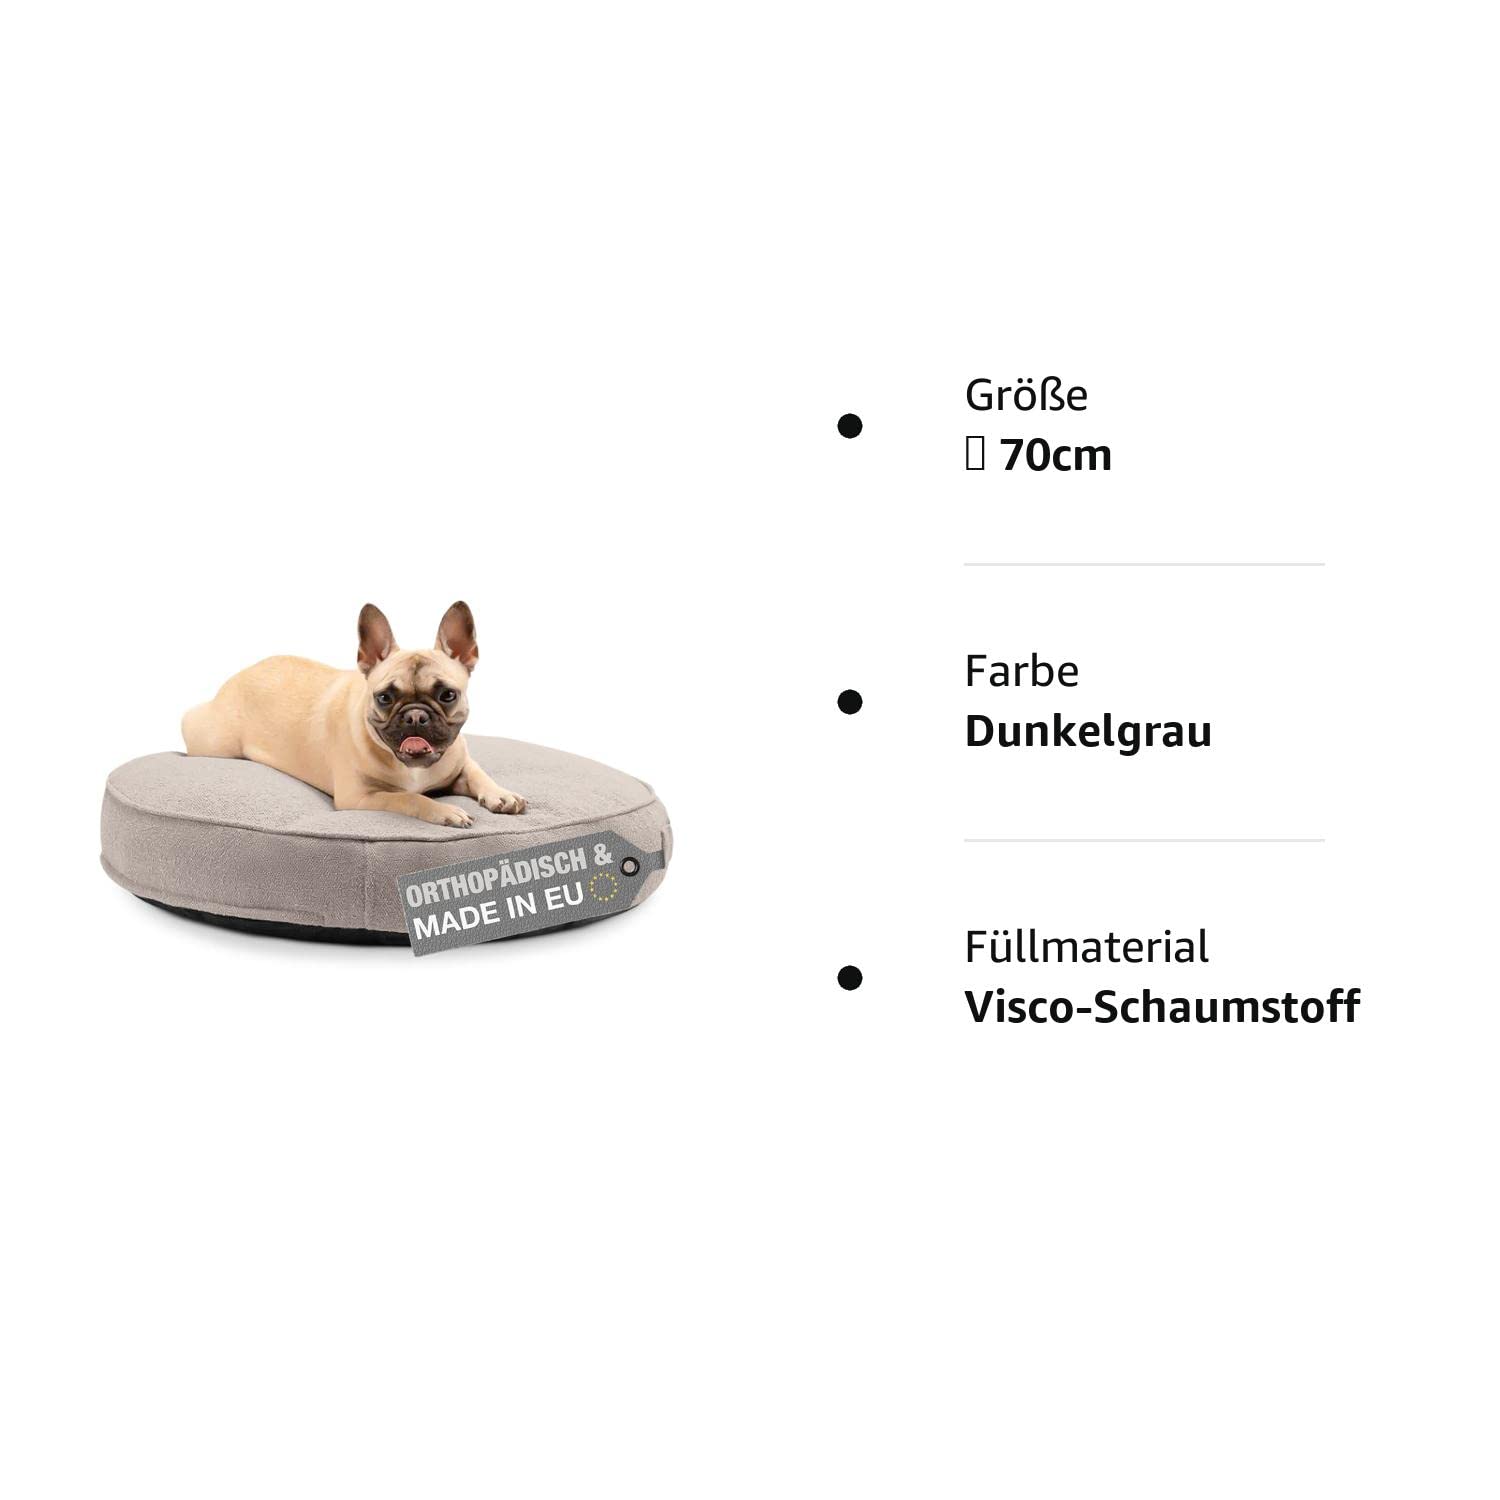 Größe
▯ 70cm
Farbe
Dunkelgrau
Füllmaterial
Visco-Schaumstoff
ORTHOPÄDISCH &
MADE IN EU